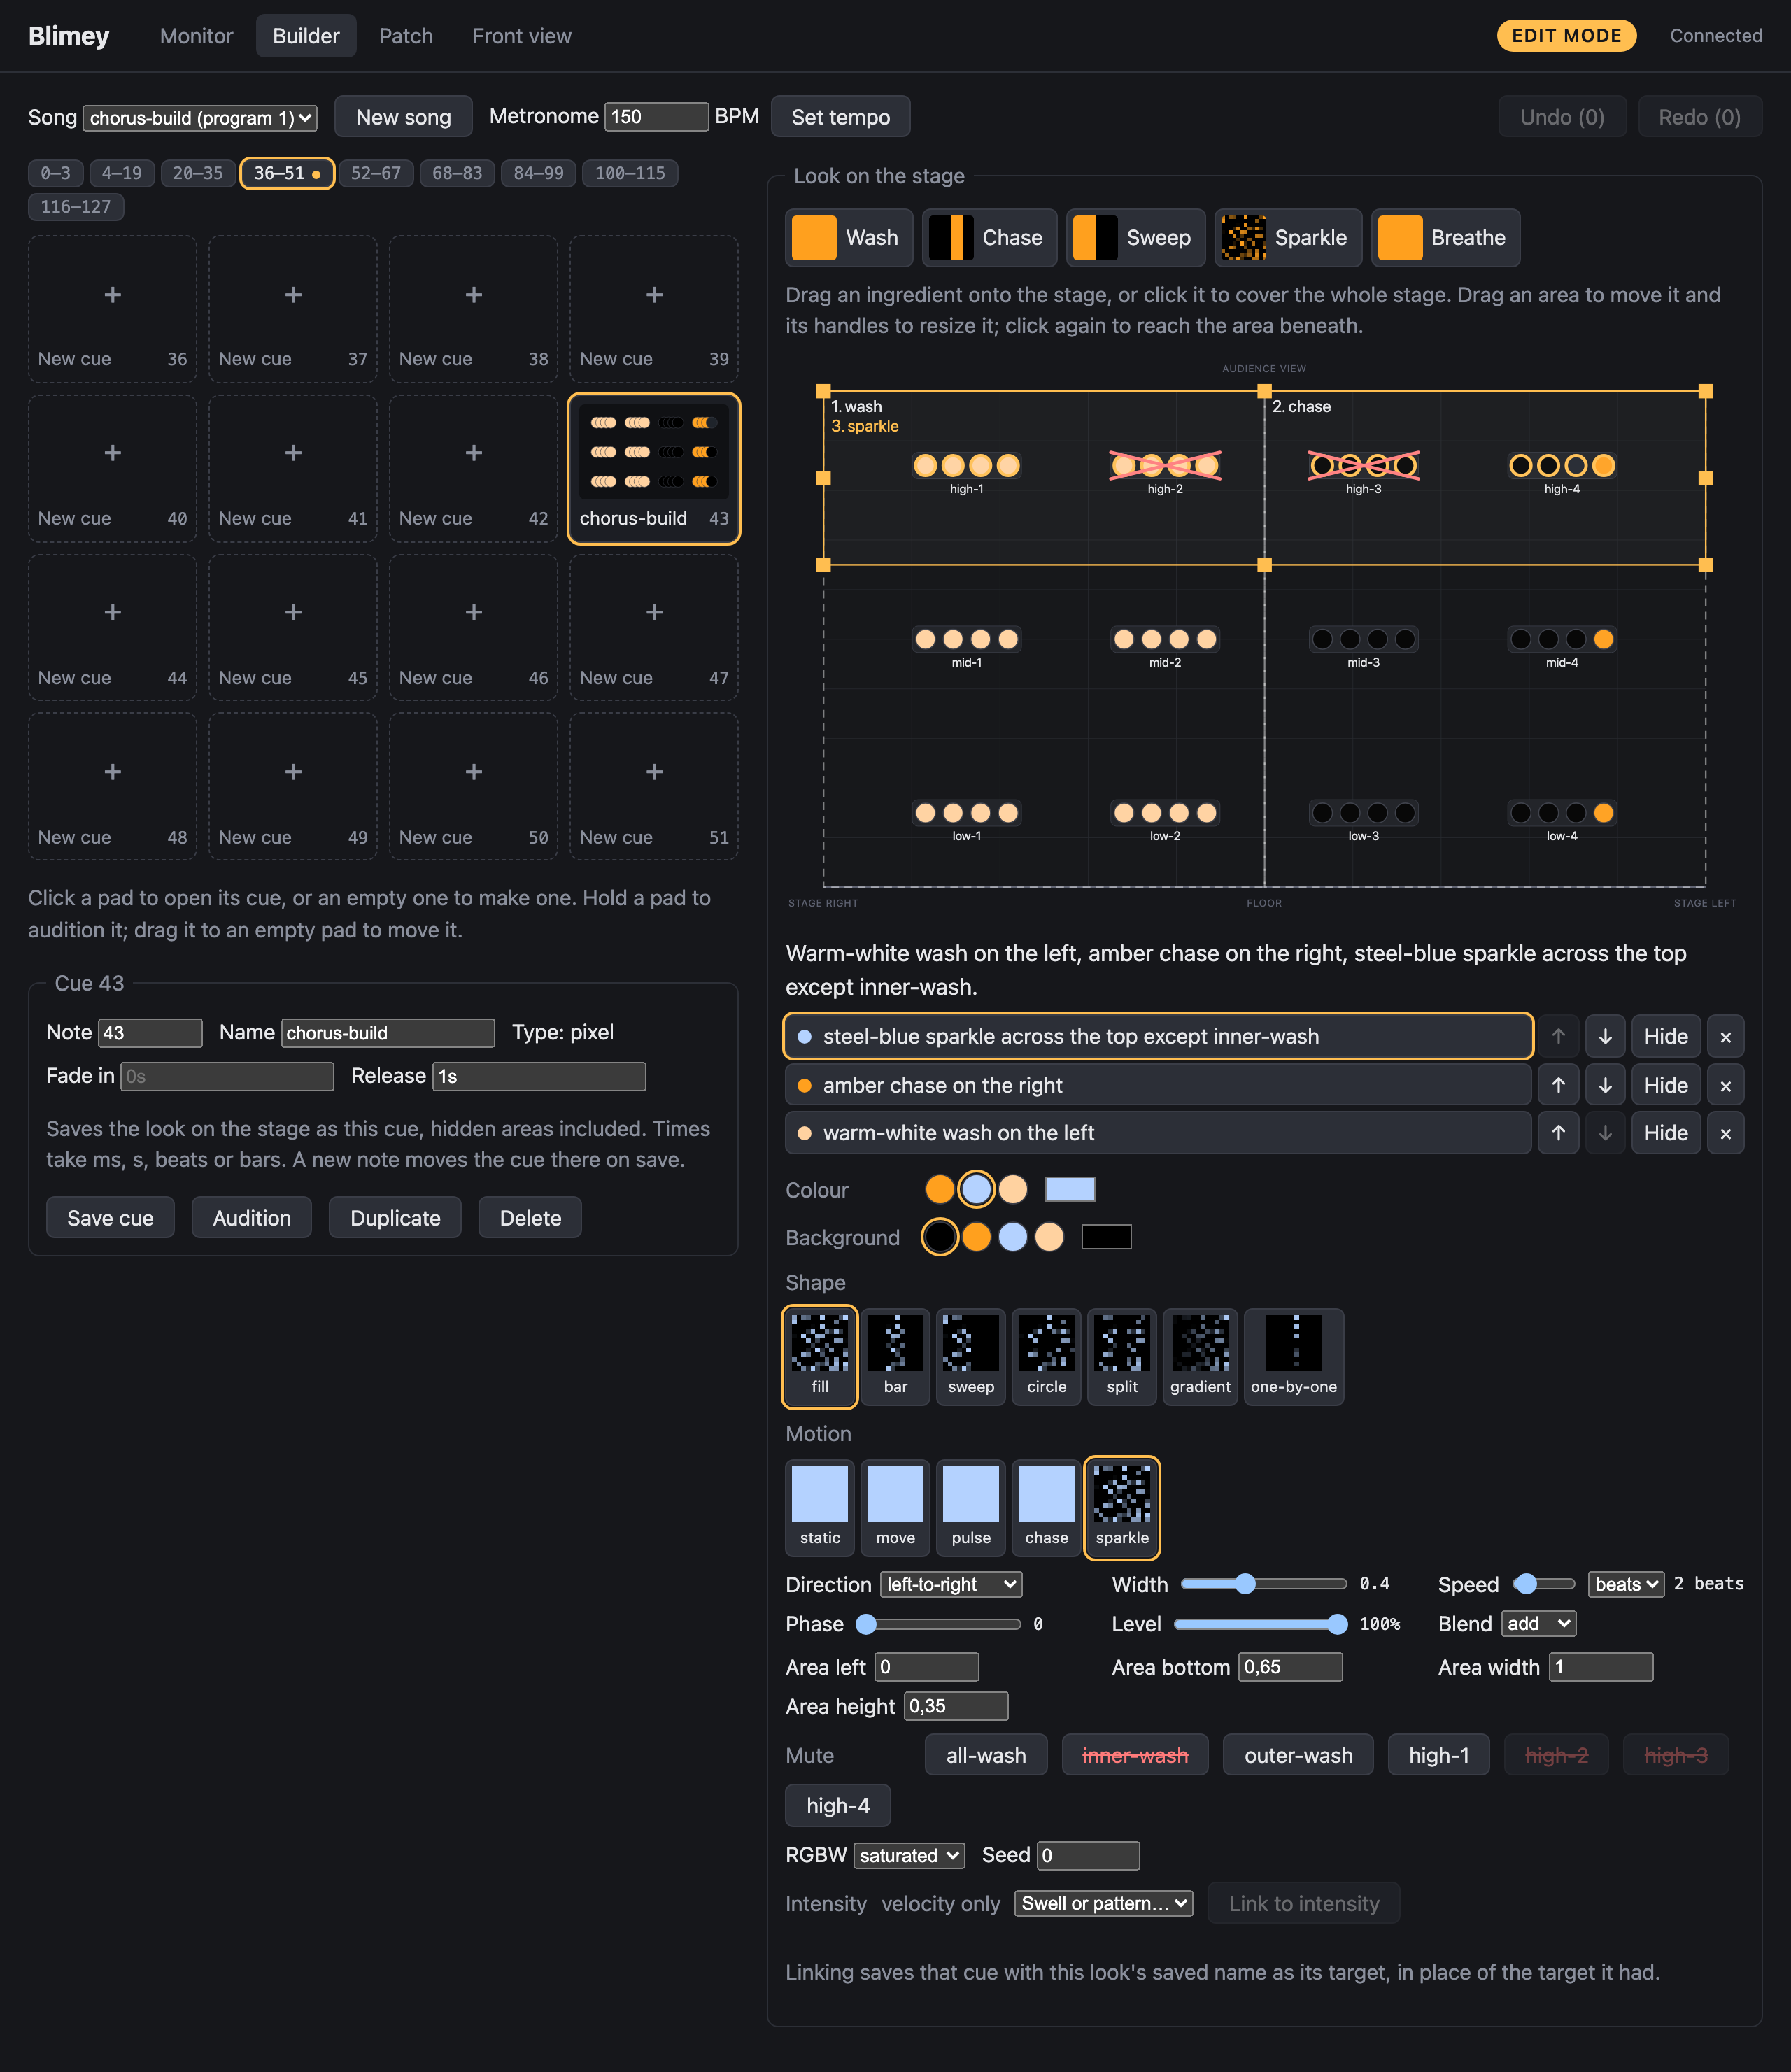 Blimey Monitor Builder Patch Front view EDIT MODE Connected
Song chorus-build (program 1) New song Metronome 150 BPM Set tempo Undo (0) Redo (0)
0–3 4–19 20–35 36–51 52–67 68–83 84–99 100–115
116–127
+ + + +
New cue 36 New cue 37 New cue 38 New cue 39
+ + +
New cue 40 New cue 41 New cue 42 chorus-build 43
+ + + +
New cue 44 New cue 45 New cue 46 New cue 47
+ + + +
New cue 48 New cue 49 New cue 50 New cue 51
Click a pad to open its cue, or an empty one to make one. Hold a pad to
audition it; drag it to an empty pad to move it.
Cue 43
Note 43 Name chorus-build Type: pixel
Fade in 0s Release 1s
Saves the look on the stage as this cue, hidden areas included. Times
take ms, s, beats or bars. A new note moves the cue there on save.
Save cue Audition Duplicate Delete
Look on the stage
Wash Chase Sweep Sparkle Breathe
Drag an ingredient onto the stage, or click it to cover the whole stage. Drag an area to move it and
its handles to resize it; click again to reach the area beneath.
AUDIENCE VIEW
1. wash 2. chase
3. sparkle
high-1 high-2 high-3 high-4
mid-1 mid-2 mid-3 mid-4
low-1 low-2 low-3 low-4
STAGE RIGHT FLOOR STAGE LEFT
Warm-white wash on the left, amber chase on the right, steel-blue sparkle across the top
except inner-wash.
steel-blue sparkle across the top except inner-wash ↑ ↓ Hide ×
amber chase on the right ↑ ↓ Hide ×
warm-white wash on the left ↑ ↓ Hide ×
Colour
Background
Shape
fill bar sweep circle split gradient one-by-one
Motion
static move pulse chase sparkle
Direction left-to-right Width 0.4 Speed beats 2 beats
Phase 0 Level 100% Blend add
Area left 0 Area bottom 0,65 Area width 1
Area height 0,35
Mute all-wash inner-wash outer-wash high-1 high-2 high-3
high-4
RGBW saturated Seed 0
Intensity velocity only Swell or pattern... Link to intensity
Linking saves that cue with this look's saved name as its target, in place of the target it had.